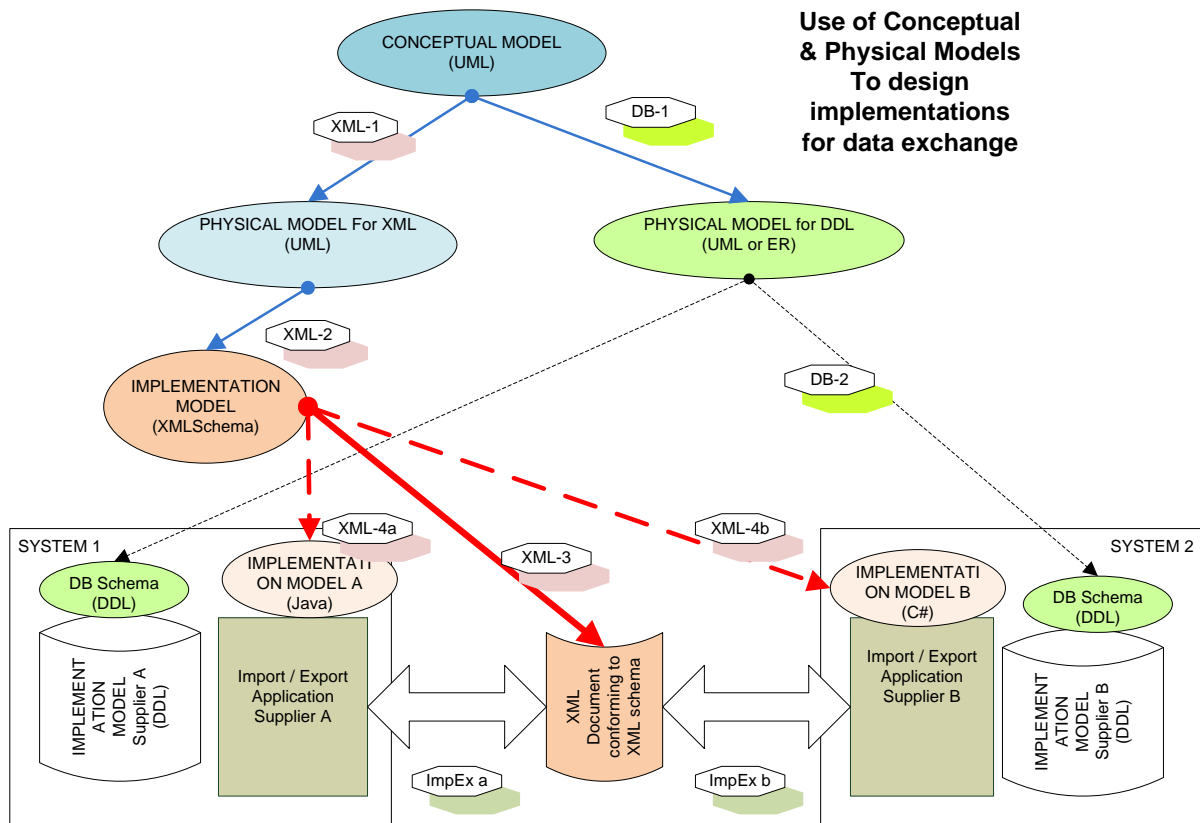 Use of Conceptual
& Physical Models
To design
implementations
for data exchange
CONCEPTUAL MODEL
(UML)
XML-1
DB-1
PHYSICAL MODEL For XML
(UML)
PHYSICAL MODEL for DDL
(UML or ER)
XML-2
DB-2
IMPLEMENTATION
MODEL
(XMLSchema)
XML-4a
XML-3
XML-4b
SYSTEM 1
SYSTEM 2
DB Schema
(DDL)
IMPLEMENTATI
ON MODEL A
(Java)
IMPLEMENTATI
ON MODEL B
(C#)
DB Schema
(DDL)
IMPLEMENT
ATION
MODEL
Supplier A
(DDL)
Import / Export
Application
Supplier A
XML
Document
conforming to
XML schema
Import / Export
Application
Supplier B
IMPLEMENT
ATION
MODEL
Supplier B
(DDL)
ImpEx a
ImpEx b